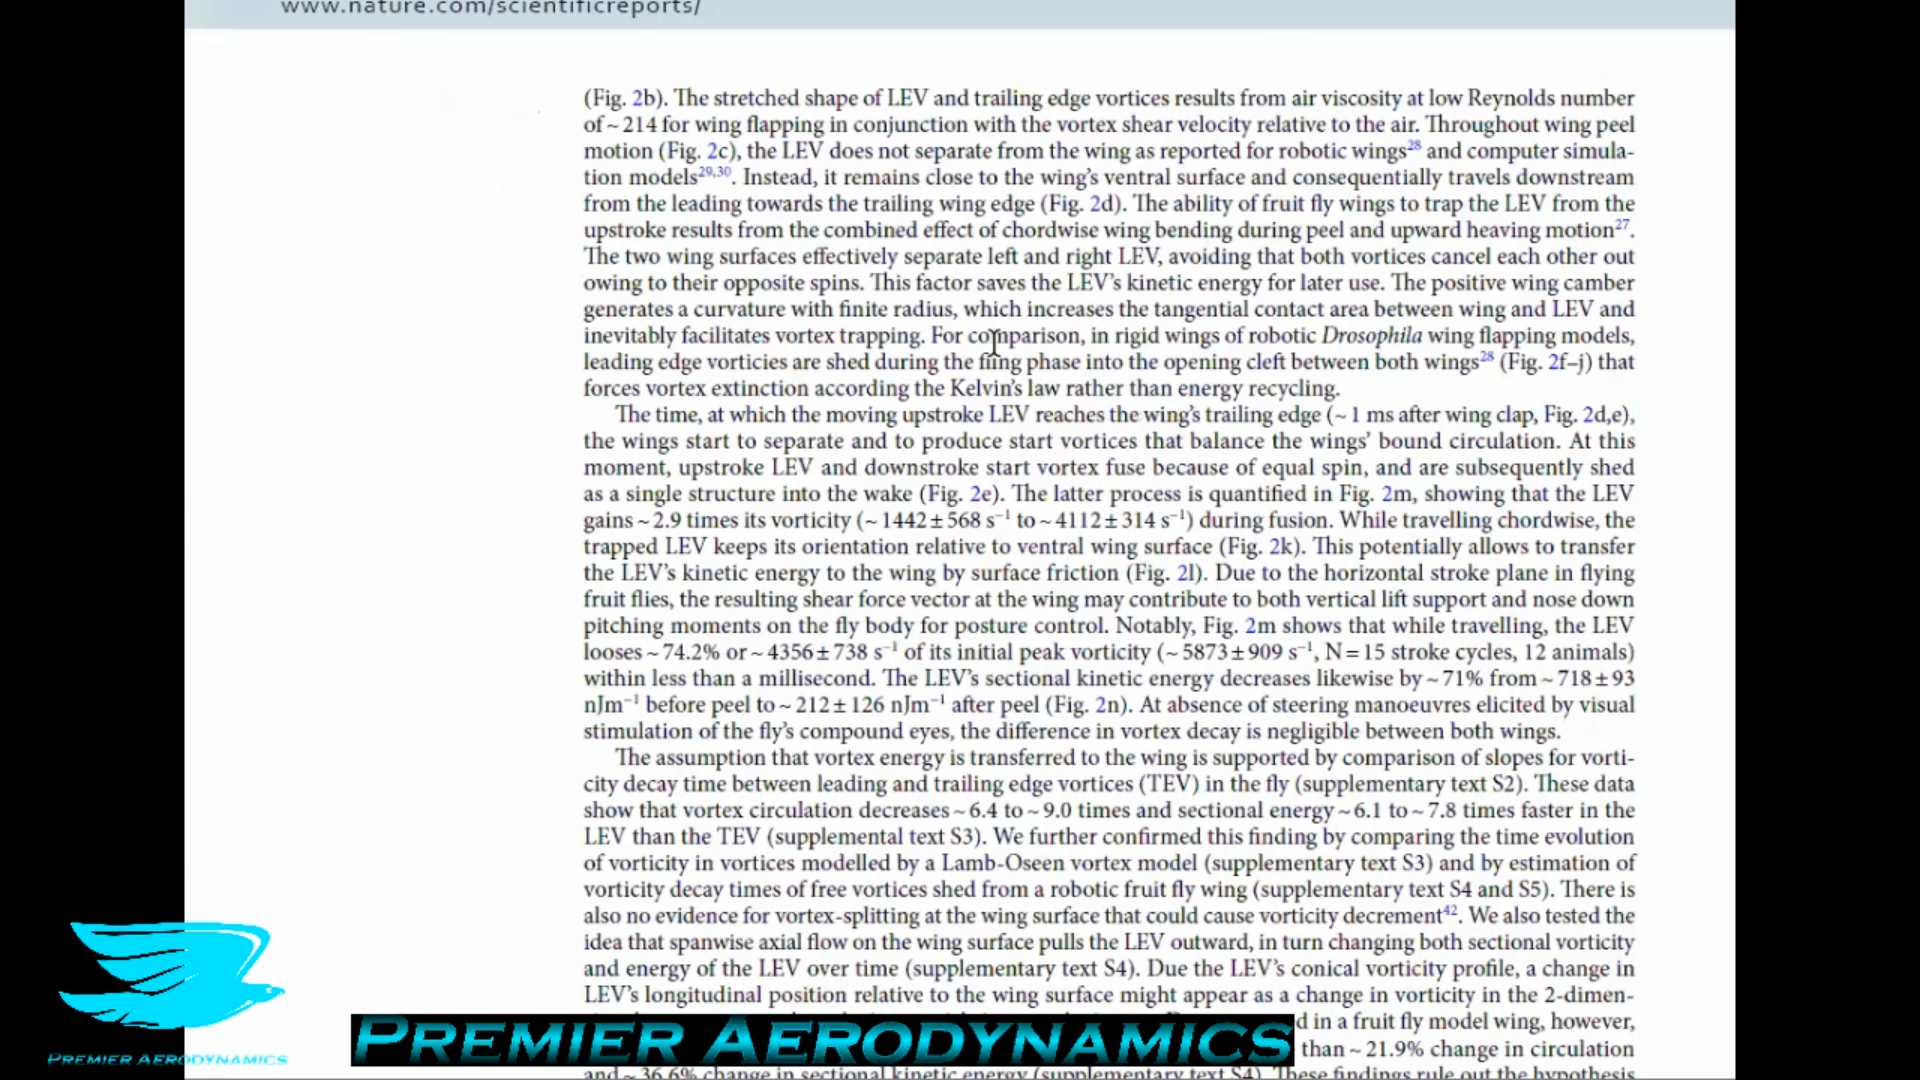 www.nature.com/scientificreports/
(Fig. 2b). The stretched shape of LEV and trailing edge vortices results from air viscosity at low Reynolds number
of ~ 214 for wing flapping in conjunction with the vortex shear velocity relative to the air. Throughout wing peel
motion (Fig. 2c), the LEV does not separate from the wing as reported for robotic wings28 and computer simula-
tion models29,30. Instead, it remains close to the wing's ventral surface and consequentially travels downstream
from the leading towards the trailing wing edge (Fig. 2d). The ability of fruit fly wings to trap the LEV from the
upstroke results from the combined effect of chordwise wing bending during peel and upward heaving motion27.
The two wing surfaces effectively separate left and right LEV, avoiding that both vortices cancel each other out
owing to their opposite spins. This factor saves the LEV's kinetic energy for later use. The positive wing camber
generates a curvature with finite radius, which increases the tangential contact area between wing and LEV and
inevitably facilitates vortex trapping. For comparison, in rigid wings of robotic Drosophila wing flapping models,
leading edge vorticies are shed during the fling phase into the opening cleft between both wings28 (Fig. 2f–j) that
forces vortex extinction according the Kelvin's law rather than energy recycling.
The time, at which the moving upstroke LEV reaches the wing's trailing edge (~ 1 ms after wing clap, Fig. 2d,e),
the wings start to separate and to produce start vortices that balance the wings' bound circulation. At this
moment, upstroke LEV and downstroke start vortex fuse because of equal spin, and are subsequently shed
as a single structure into the wake (Fig. 2e). The latter process is quantified in Fig. 2m, showing that the LEV
gains ~ 2.9 times its vorticity (~ 1442 ± 568 s−1 to ~ 4112 ± 314 s−1) during fusion. While travelling chordwise, the
trapped LEV keeps its orientation relative to ventral wing surface (Fig. 2k). This potentially allows to transfer
the LEV's kinetic energy to the wing by surface friction (Fig. 2l). Due to the horizontal stroke plane in flying
fruit flies, the resulting shear force vector at the wing may contribute to both vertical lift support and nose down
pitching moments on the fly body for posture control. Notably, Fig. 2m shows that while travelling, the LEV
looses ~ 74.2% or ~ 4356 ± 738 s−1 of its initial peak vorticity (~ 5873 ± 909 s−1, N = 15 stroke cycles, 12 animals)
within less than a millisecond. The LEV's sectional kinetic energy decreases likewise by ~ 71% from ~ 718 ± 93
nJm−1 before peel to ~ 212 ± 126 nJm−1 after peel (Fig. 2n). At absence of steering manoeuvres elicited by visual
stimulation of the fly's compound eyes, the difference in vortex decay is negligible between both wings.
The assumption that vortex energy is transferred to the wing is supported by comparison of slopes for vorti-
city decay time between leading and trailing edge vortices (TEV) in the fly (supplementary text S2). These data
show that vortex circulation decreases ~ 6.4 to ~ 9.0 times and sectional energy ~ 6.1 to ~ 7.8 times faster in the
LEV than the TEV (supplemental text S3). We further confirmed this finding by comparing the time evolution
of vorticity in vortices modelled by a Lamb-Oseen vortex model (supplementary text S3) and by estimation of
vorticity decay times of free vortices shed from a robotic fruit fly wing (supplementary text S4 and S5). There is
also no evidence for vortex-splitting at the wing surface that could cause vorticity decrement42. We also tested the
idea that spanwise axial flow on the wing surface pulls the LEV outward, in turn changing both sectional vorticity
and energy of the LEV over time (supplementary text S4). Due the LEV's conical vorticity profile, a change in
LEV's longitudinal position relative to the wing surface might appear as a change in vorticity in the 2-dimen-
d in a fruit fly model wing, however,
than ~ 21.9% change in circulation
and ~ 36.6% change in sectional kinetic energy (supplementary text S4). These findings rule out the hypothesis
PREMIER AERODYNAMICS
PREMIER AERODYNAMICS